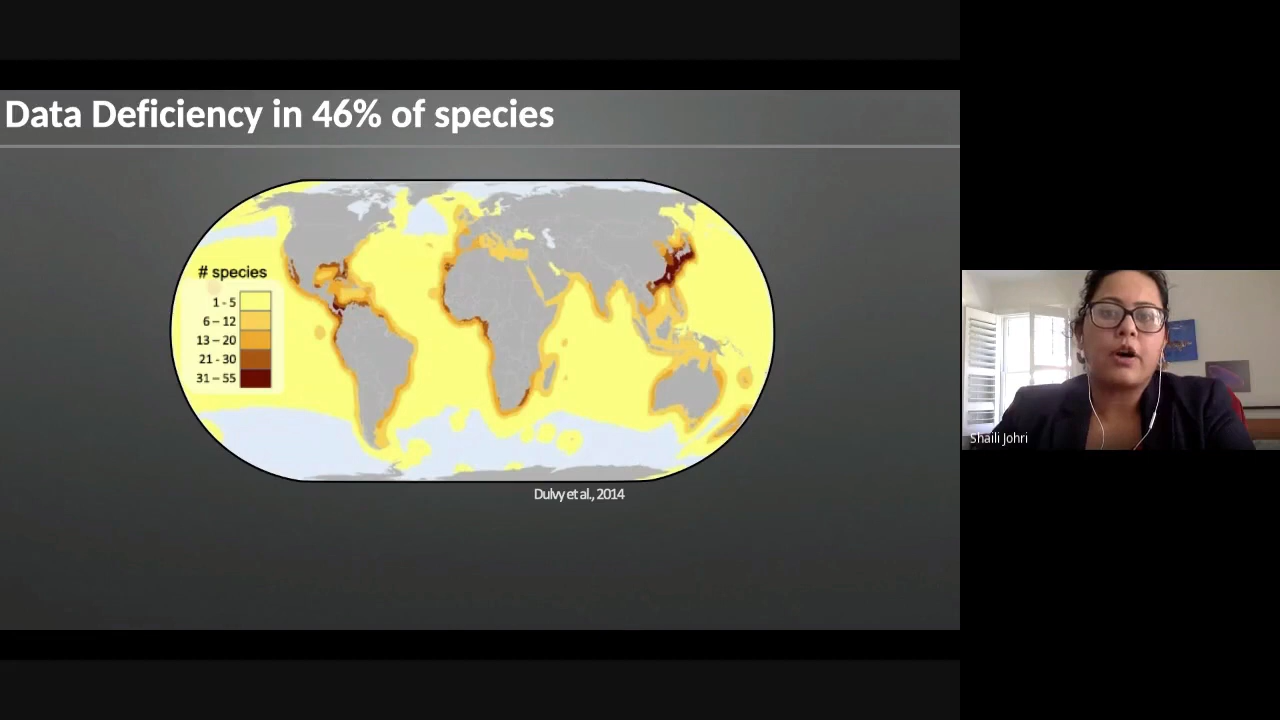 Data Deficiency in 46% of species
# species
1 - 5
6 – 12
13 – 20
21 - 30
31 – 55
Dulvy et al., 2014
Shaili Johri